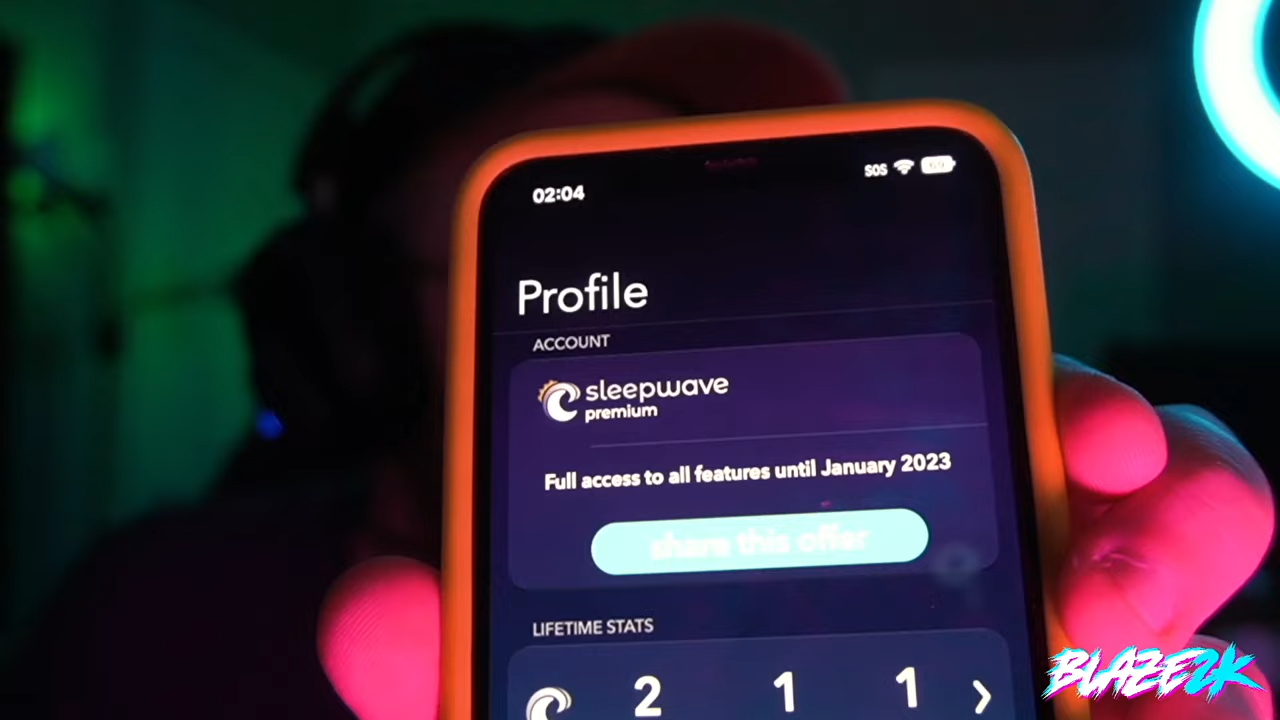 02:04 SOS 69
Profile
ACCOUNT
sleepwave
premium
Full access to all features until January 2023
share this offer
LIFETIME STATS
2 1 1
BLAZE2K